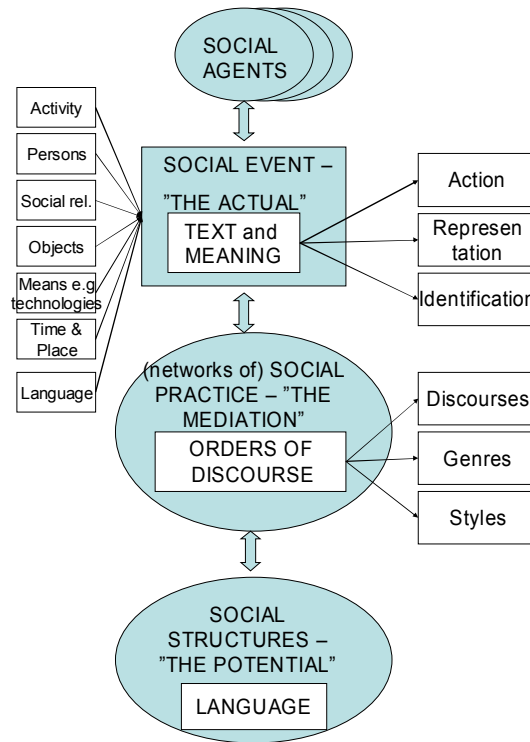 SOCIAL
AGENTS
Activity
Persons
Social rel.
Objects
Means e.g
technologies
Time &
Place
Language
SOCIAL EVENT –
”THE ACTUAL”
TEXT and
MEANING
Action
Represen
tation
Identification
(networks of) SOCIAL
PRACTICE – ”THE
MEDIATION”
ORDERS OF
DISCOURSE
Discourses
Genres
Styles
SOCIAL
STRUCTURES –
”THE POTENTIAL”
LANGUAGE